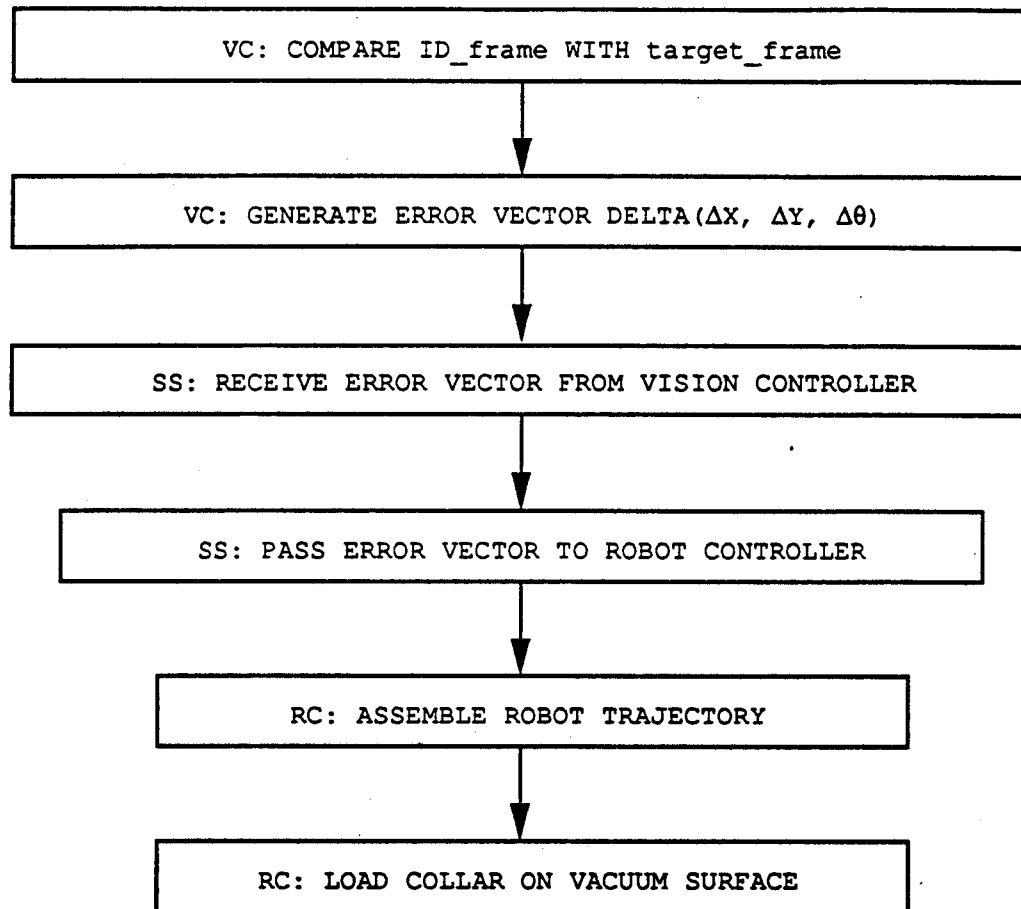 VC: COMPARE ID_frame WITH target_frame
VC: GENERATE ERROR VECTOR DELTA(ΔX, ΔY, Δθ)
SS: RECEIVE ERROR VECTOR FROM VISION CONTROLLER
SS: PASS ERROR VECTOR TO ROBOT CONTROLLER
RC: ASSEMBLE ROBOT TRAJECTORY
RC: LOAD COLLAR ON VACUUM SURFACE